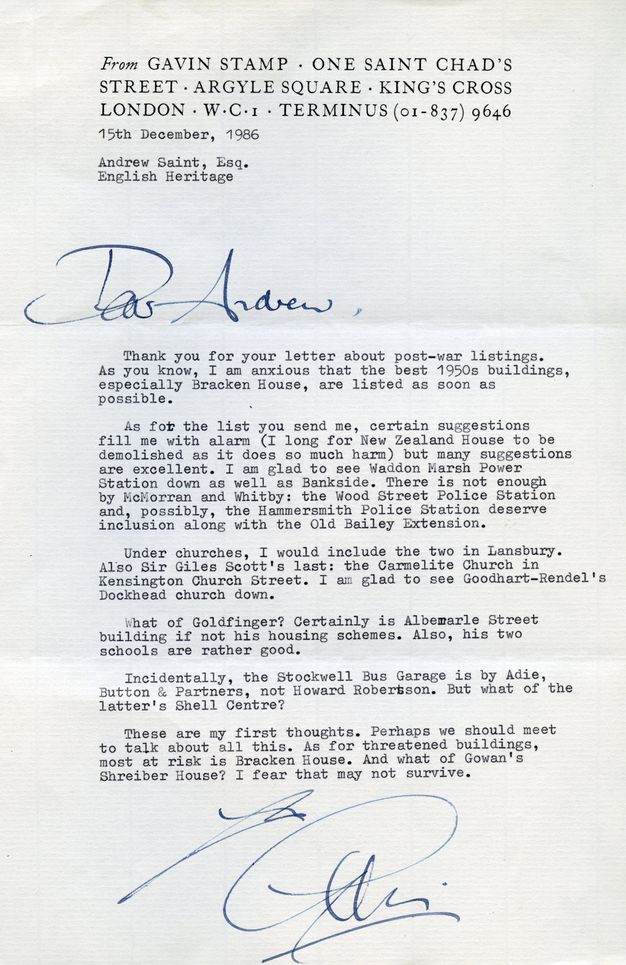 From GAVIN STAMP · ONE SAINT CHAD'S
STREET · ARGYLE SQUARE · KING'S CROSS
LONDON · W·C·1 · TERMINUS (01-837) 9646
15th December, 1986
Andrew Saint, Esq.
English Heritage
Dear Andrew,
Thank you for your letter about post-war listings.
As you know, I am anxious that the best 1950s buildings,
especially Bracken House, are listed as soon as
possible.
As for the list you send me, certain suggestions
fill me with alarm (I long for New Zealand House to be
demolished as it does so much harm) but many suggestions
are excellent. I am glad to see Waddon Marsh Power
Station down as well as Bankside. There is not enough
by McMorran and Whitby: the Wood Street Police Station
and, possibly, the Hammersmith Police Station deserve
inclusion along with the Old Bailey Extension.
Under churches, I would include the two in Lansbury.
Also Sir Giles Scott's last: the Carmelite Church in
Kensington Church Street. I am glad to see Goodhart-Rendel's
Dockhead church down.
What of Goldfinger? Certainly is Albemarle Street
building if not his housing schemes. Also, his two
schools are rather good.
Incidentally, the Stockwell Bus Garage is by Adie,
Button & Partners, not Howard Robertson. But what of the
latter's Shell Centre?
These are my first thoughts. Perhaps we should meet
to talk about all this. As for threatened buildings,
most at risk is Bracken House. And what of Gowan's
Shreiber House? I fear that may not survive.